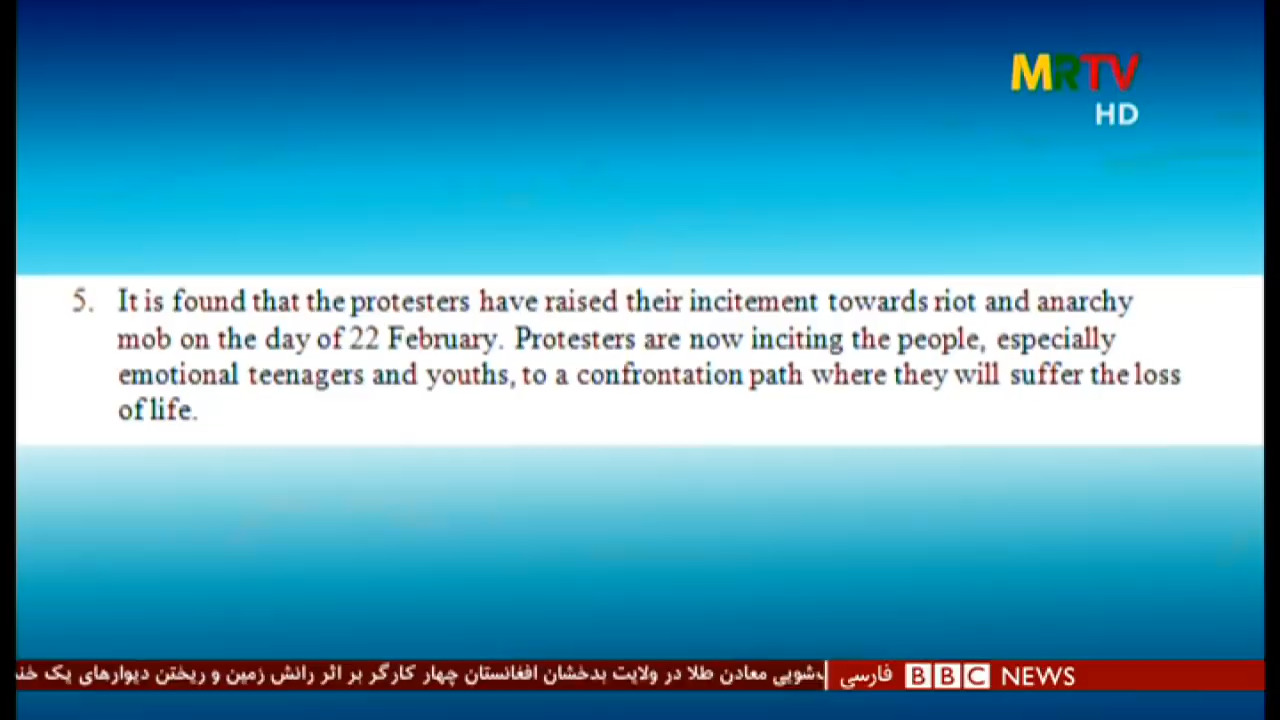 MRTV
HD
5. It is found that the protesters have raised their incitement towards riot and anarchy
mob on the day of 22 February. Protesters are now inciting the people, especially
emotional teenagers and youths, to a confrontation path where they will suffer the loss
of life.
معادن طلا در ولایت بدخشان افغانستان چهار کارگر بر اثر رانش زمین و ریختن دیوارهای یک
فارسی BBC NEWS